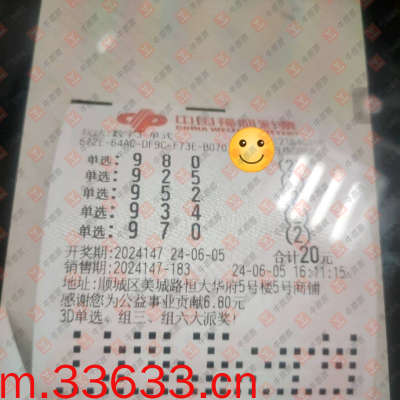 中国福利彩票
CHINA WELFARE LOTTERY
单选: 9 8 0
单选: 9 2 5
单选: 9 5 2
单选: 9 3 4
单选: 9 7 0 (2)
开奖期:2024147 24-06-05 合计20元
销售期:2024147-183 24-06-05 16:11:15
地址:顺城区美城路恒大华府5号楼5号商铺
感谢您为公益事业贡献6.80元
3D单选、组三、组六大派奖!
m.33633.cn